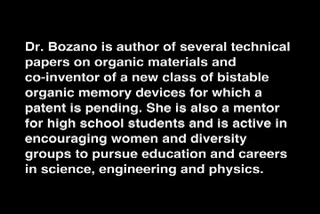 Dr. Bozano is author of several technical
papers on organic materials and
co-inventor of a new class of bistable
organic memory devices for which a
patent is pending. She is also a mentor
for high school students and is active in
encouraging women and diversity
groups to pursue education and careers
in science, engineering and physics.